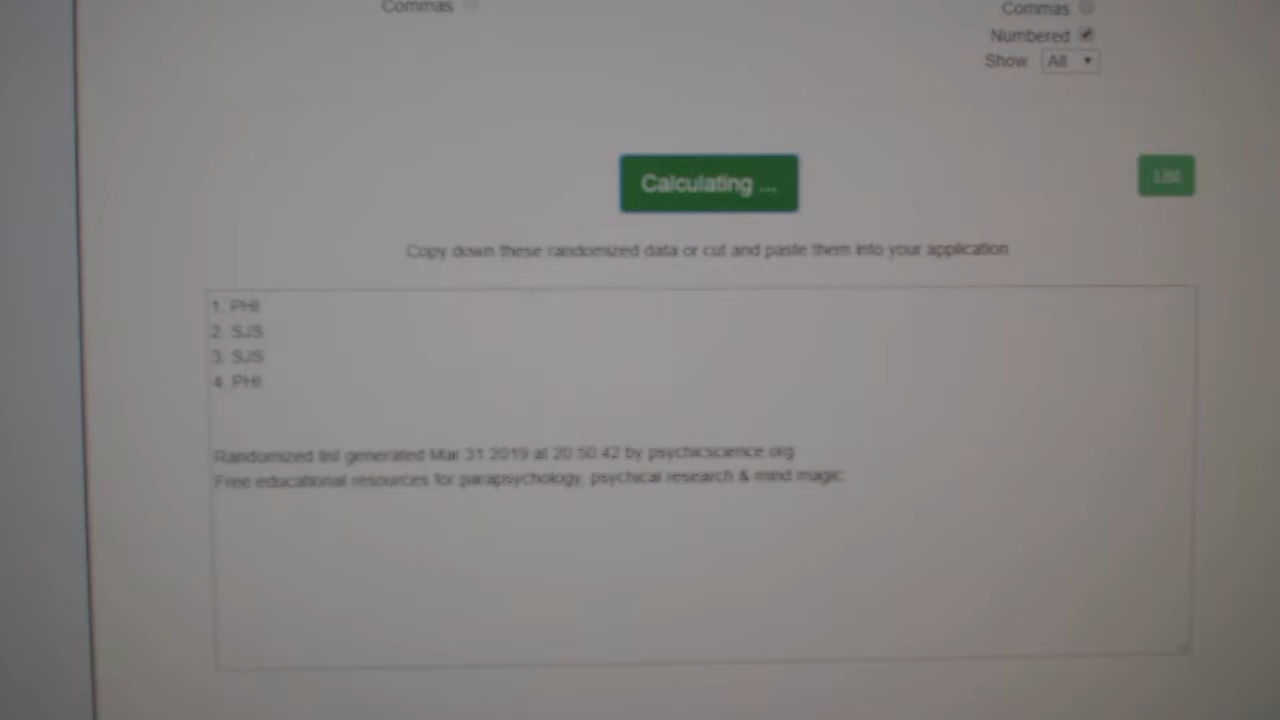 Commas
Commas
Numbered
Show All
Calculating ...
List
Copy down these randomized data or cut and paste them into your application
1. PHI
2. SJS
3. SJS
4. PHI
Randomized list generated Mar 31 2019 at 20:50:42 by psychicscience.org
Free educational resources for parapsychology, psychical research & mind magic.